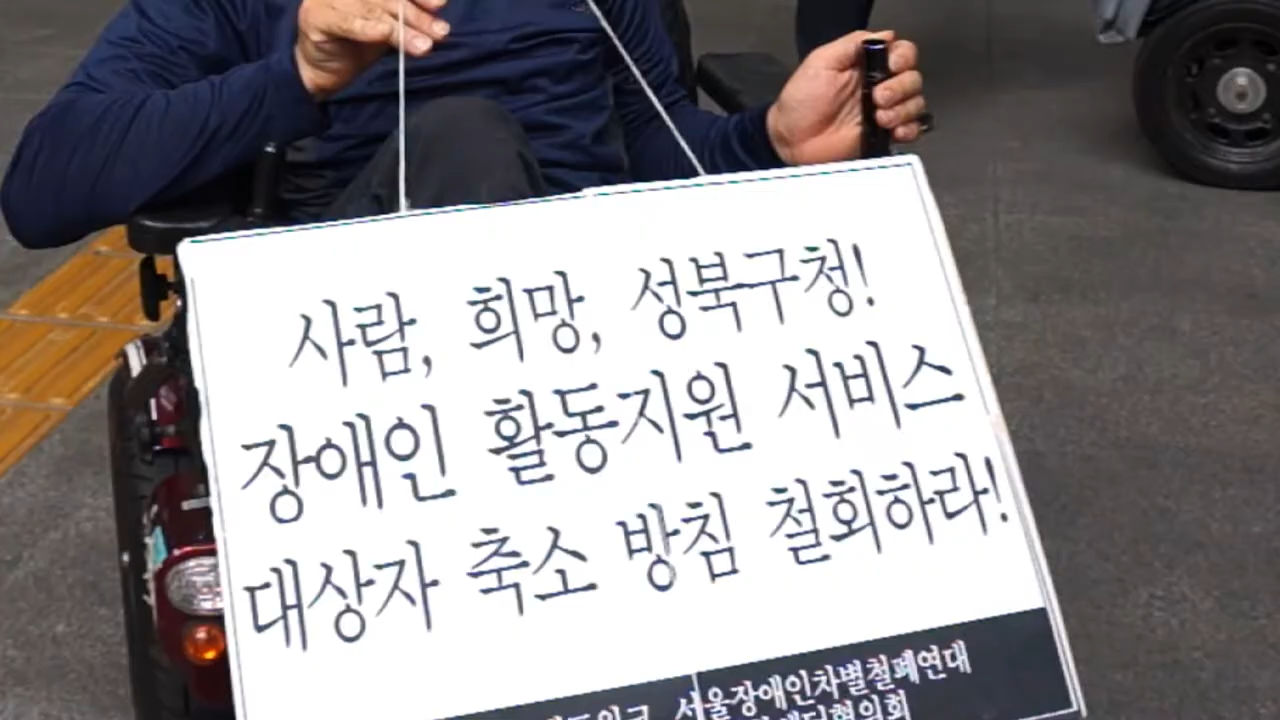 사람, 희망, 성북구청!
장애인 활동지원 서비스
대상자 축소 방침 철회하라!
서울장애인차별철폐연대